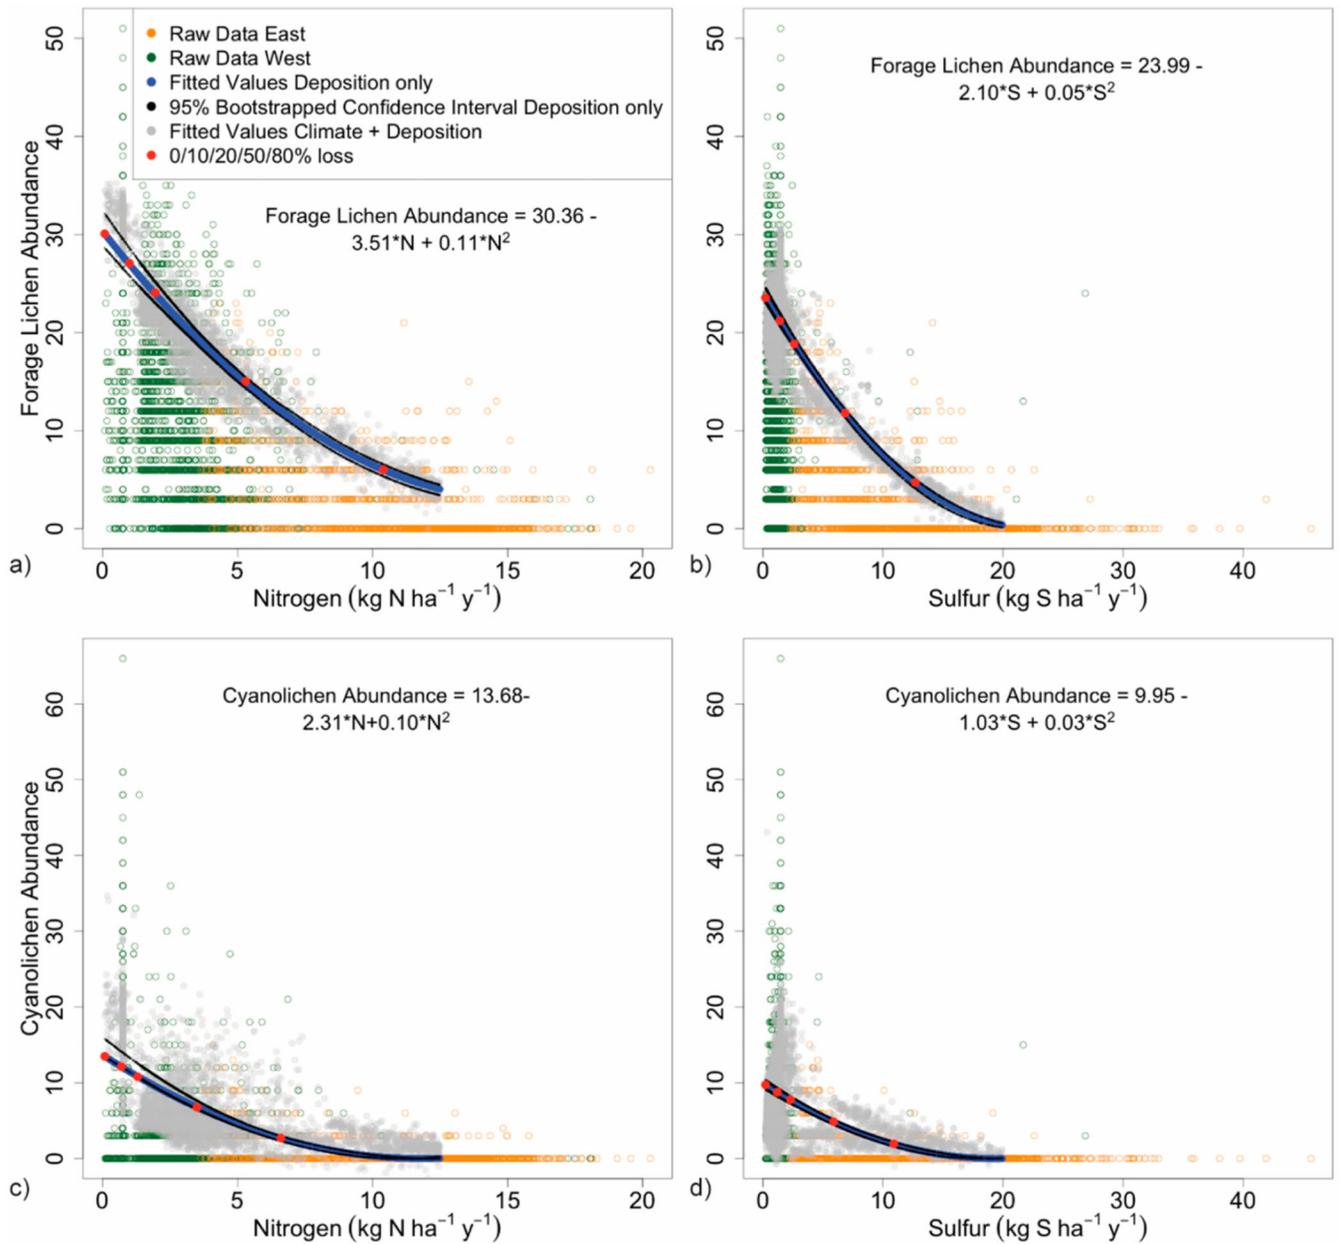 Raw Data East
Raw Data West
Fitted Values Deposition only
95% Bootstrapped Confidence Interval Deposition only
Fitted Values Climate + Deposition
0/10/20/50/80% loss
Forage Lichen Abundance = 30.36 -
3.51*N + 0.11*N²
Forage Lichen Abundance
0 10 20 30 40 50
0 5 10 15 20
a)
Nitrogen (kg N ha⁻¹ y⁻¹)
Forage Lichen Abundance = 23.99 -
2.10*S + 0.05*S²
0 10 20 30 40 50
0 10 20 30 40
b)
Sulfur (kg S ha⁻¹ y⁻¹)
Cyanolichen Abundance = 13.68-
2.31*N+0.10*N²
Cyanolichen Abundance
0 10 20 30 40 50 60
0 5 10 15 20
c)
Nitrogen (kg N ha⁻¹ y⁻¹)
Cyanolichen Abundance = 9.95 -
1.03*S + 0.03*S²
0 10 20 30 40 50 60
0 10 20 30 40
d)
Sulfur (kg S ha⁻¹ y⁻¹)